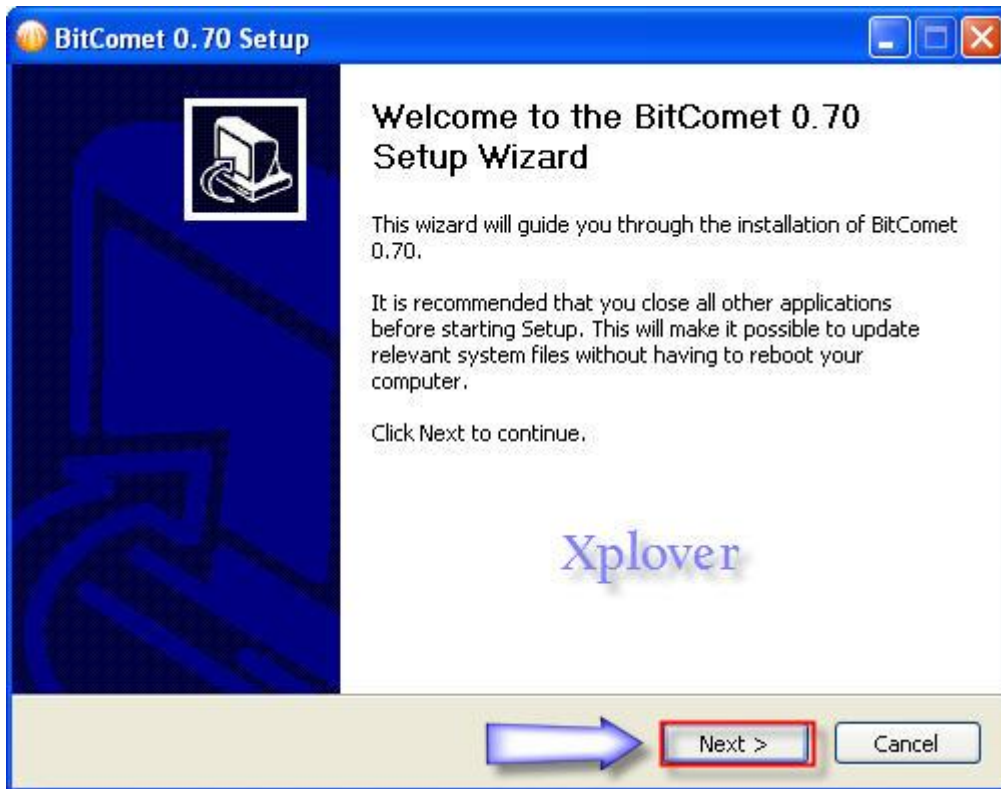 BitComet 0.70 Setup
Welcome to the BitComet 0.70
Setup Wizard
This wizard will guide you through the installation of BitComet
0.70.
It is recommended that you close all other applications
before starting Setup. This will make it possible to update
relevant system files without having to reboot your
computer.
Click Next to continue.
Xplover
Next >
Cancel